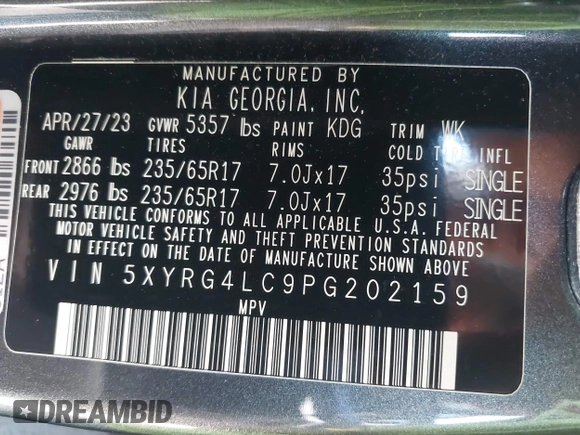 MANUFACTURED BY
KIA GEORGIA, INC.
APR/27/23 GVWR 5357 lbs PAINT KDG TRIM WK
GAWR TIRES RIMS COLD TIRE INFL
FRONT 2866 lbs 235/65R17 7.0Jx17 35psi SINGLE
REAR 2976 lbs 235/65R17 7.0Jx17 35psi SINGLE
THIS VEHICLE CONFORMS TO ALL APPLICABLE U.S.A. FEDERAL
MOTOR VEHICLE SAFETY AND THEFT PREVENTION STANDARDS
IN EFFECT ON THE DATE OF MANUFACTURE SHOWN ABOVE.
VIN 5XYRG4LC9PG202159
MPV
DREAMBID